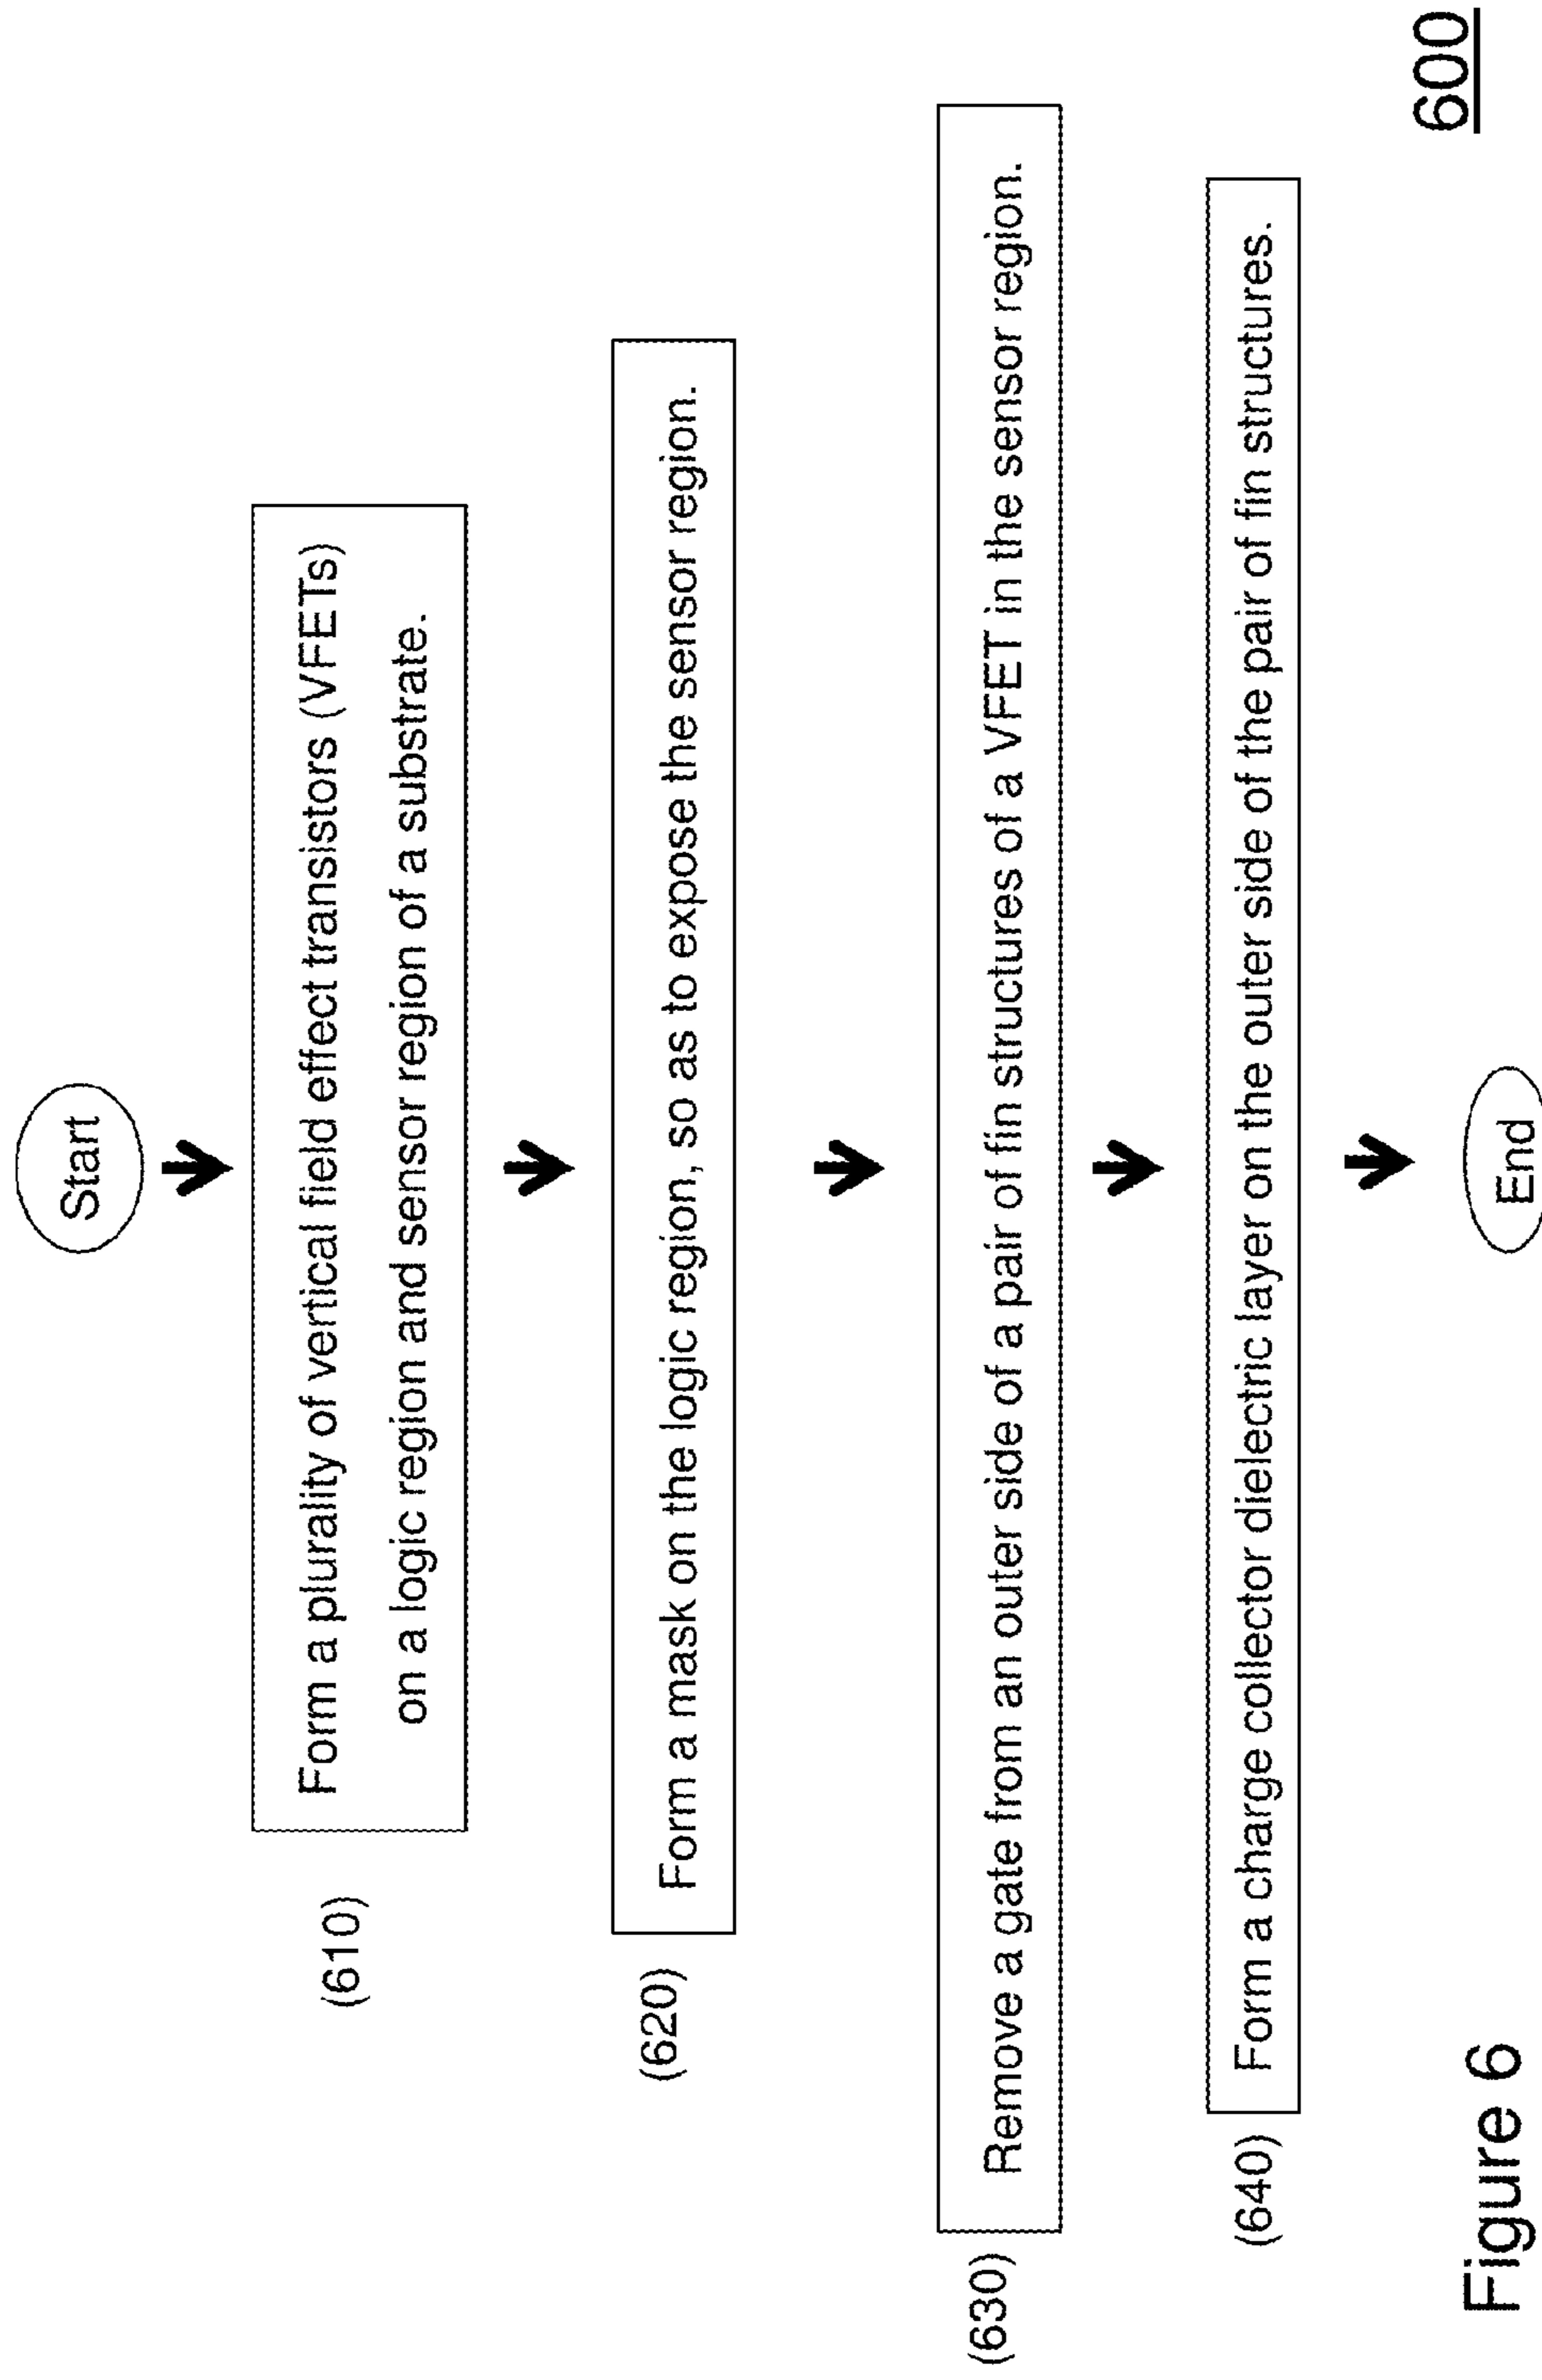 Start
(610)
Form a plurality of vertical field effect transistors (VFETs)
on a logic region and sensor region of a substrate.
(620)
Form a mask on the logic region, so as to expose the sensor region.
(630)
Remove a gate from an outer side of a pair of fin structures of a VFET in the sensor region.
(640)
Form a charge collector dielectric layer on the outer side of the pair of fin structures.
End
Figure 6
600